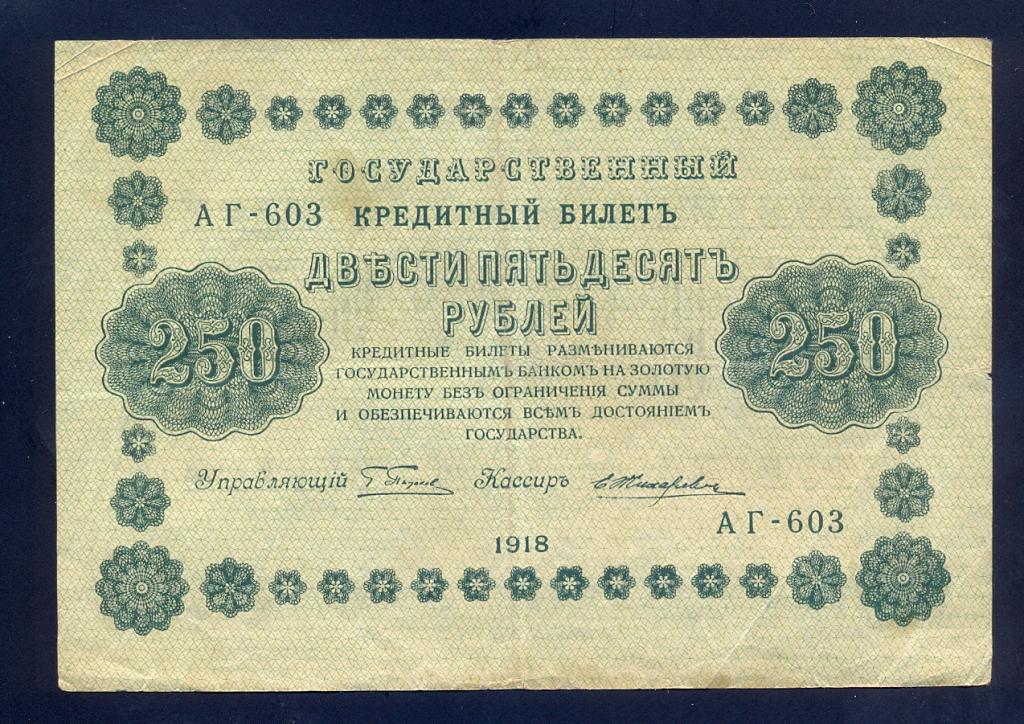 ГОСУДАРСТВЕННЫЙ
АГ-603 КРЕДИТНЫЙ БИЛЕТЪ
ДВѢСТИ ПЯТЬДЕСЯТЪ
РУБЛЕЙ
250
250
КРЕДИТНЫЕ БИЛЕТЫ РАЗМѢНИВАЮТСЯ
ГОСУДАРСТВЕННЫМЪ БАНКОМЪ НА ЗОЛОТУЮ
МОНЕТУ БЕЗЪ ОГРАНИЧЕНІЯ СУММЫ
И ОБЕЗПЕЧИВАЮТСЯ ВСѢМЪ ДОСТОЯНІЕМЪ
ГОСУДАРСТВА.
Управляющій Кассиръ
АГ-603
1918